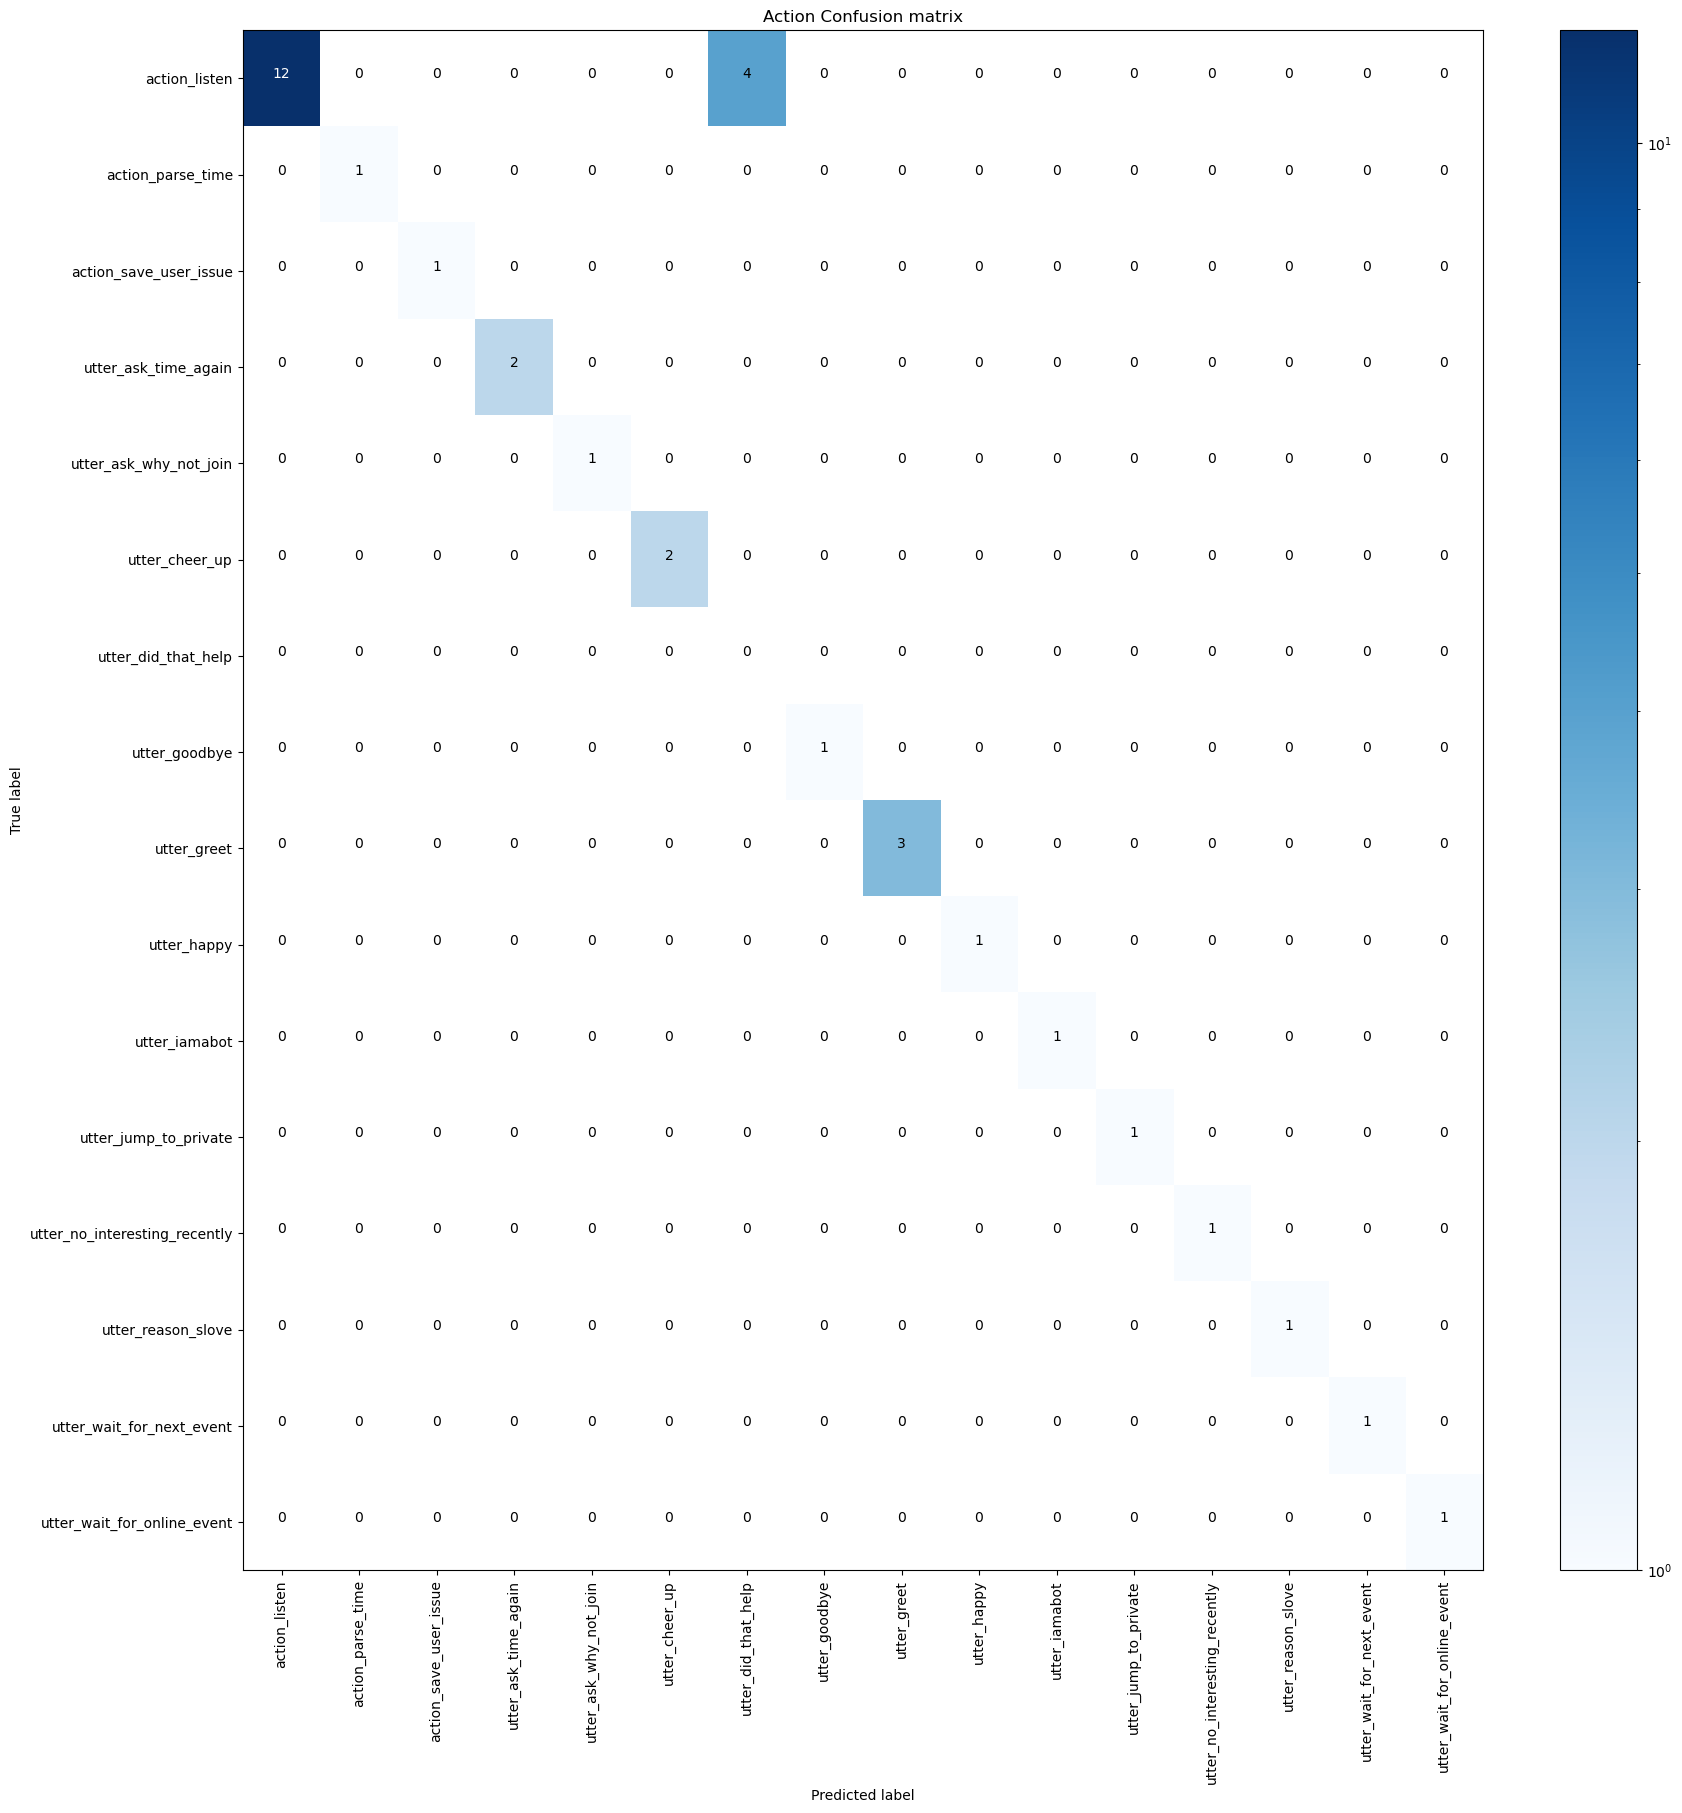 Action Confusion matrix
action_listen 12 0 0 0 0 0 4 0 0 0 0 0 0 0 0 0
action_parse_time 0 1 0 0 0 0 0 0 0 0 0 0 0 0 0 0
action_save_user_issue 0 0 1 0 0 0 0 0 0 0 0 0 0 0 0 0
utter_ask_time_again 0 0 0 2 0 0 0 0 0 0 0 0 0 0 0 0
utter_ask_why_not_join 0 0 0 0 1 0 0 0 0 0 0 0 0 0 0 0
utter_cheer_up 0 0 0 0 0 2 0 0 0 0 0 0 0 0 0 0
utter_did_that_help 0 0 0 0 0 0 0 0 0 0 0 0 0 0 0 0
utter_goodbye 0 0 0 0 0 0 0 1 0 0 0 0 0 0 0 0
utter_greet 0 0 0 0 0 0 0 0 3 0 0 0 0 0 0 0
utter_happy 0 0 0 0 0 0 0 0 0 1 0 0 0 0 0 0
utter_iamabot 0 0 0 0 0 0 0 0 0 0 1 0 0 0 0 0
utter_jump_to_private 0 0 0 0 0 0 0 0 0 0 0 1 0 0 0 0
utter_no_interesting_recently 0 0 0 0 0 0 0 0 0 0 0 0 1 0 0 0
utter_reason_slove 0 0 0 0 0 0 0 0 0 0 0 0 0 1 0 0
utter_wait_for_next_event 0 0 0 0 0 0 0 0 0 0 0 0 0 0 1 0
utter_wait_for_online_event 0 0 0 0 0 0 0 0 0 0 0 0 0 0 0 1
True label
action_listen
action_parse_time
action_save_user_issue
utter_ask_time_again
utter_ask_why_not_join
utter_cheer_up
utter_did_that_help
utter_goodbye
utter_greet
utter_happy
utter_iamabot
utter_jump_to_private
utter_no_interesting_recently
utter_reason_slove
utter_wait_for_next_event
utter_wait_for_online_event
Predicted label
10¹
10⁰